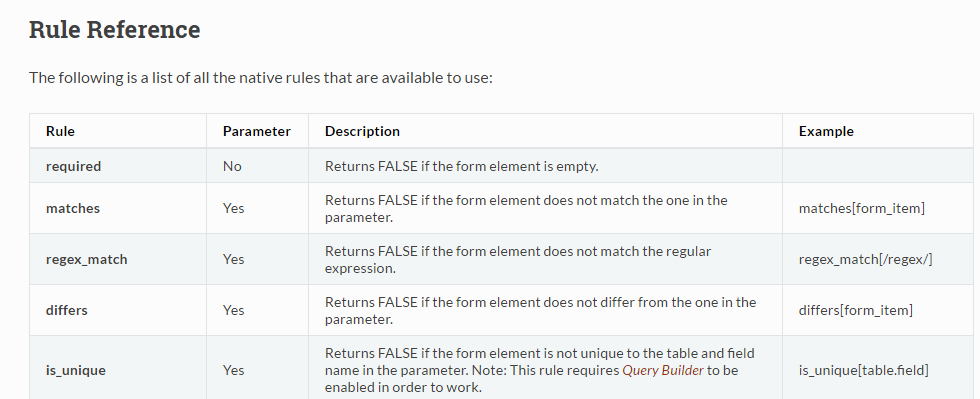 Rule Reference
The following is a list of all the native rules that are available to use:
Rule Parameter Description Example
required No Returns FALSE if the form element is empty.
matches Yes Returns FALSE if the form element does not match the one in the
parameter. matches[form_item]
regex_match Yes Returns FALSE if the form element does not match the regular
expression. regex_match[/regex/]
differs Yes Returns FALSE if the form element does not differ from the one in the
parameter. differs[form_item]
is_unique Yes Returns FALSE if the form element is not unique to the table and field
name in the parameter. Note: This rule requires Query Builder to be
enabled in order to work. is_unique[table.field]